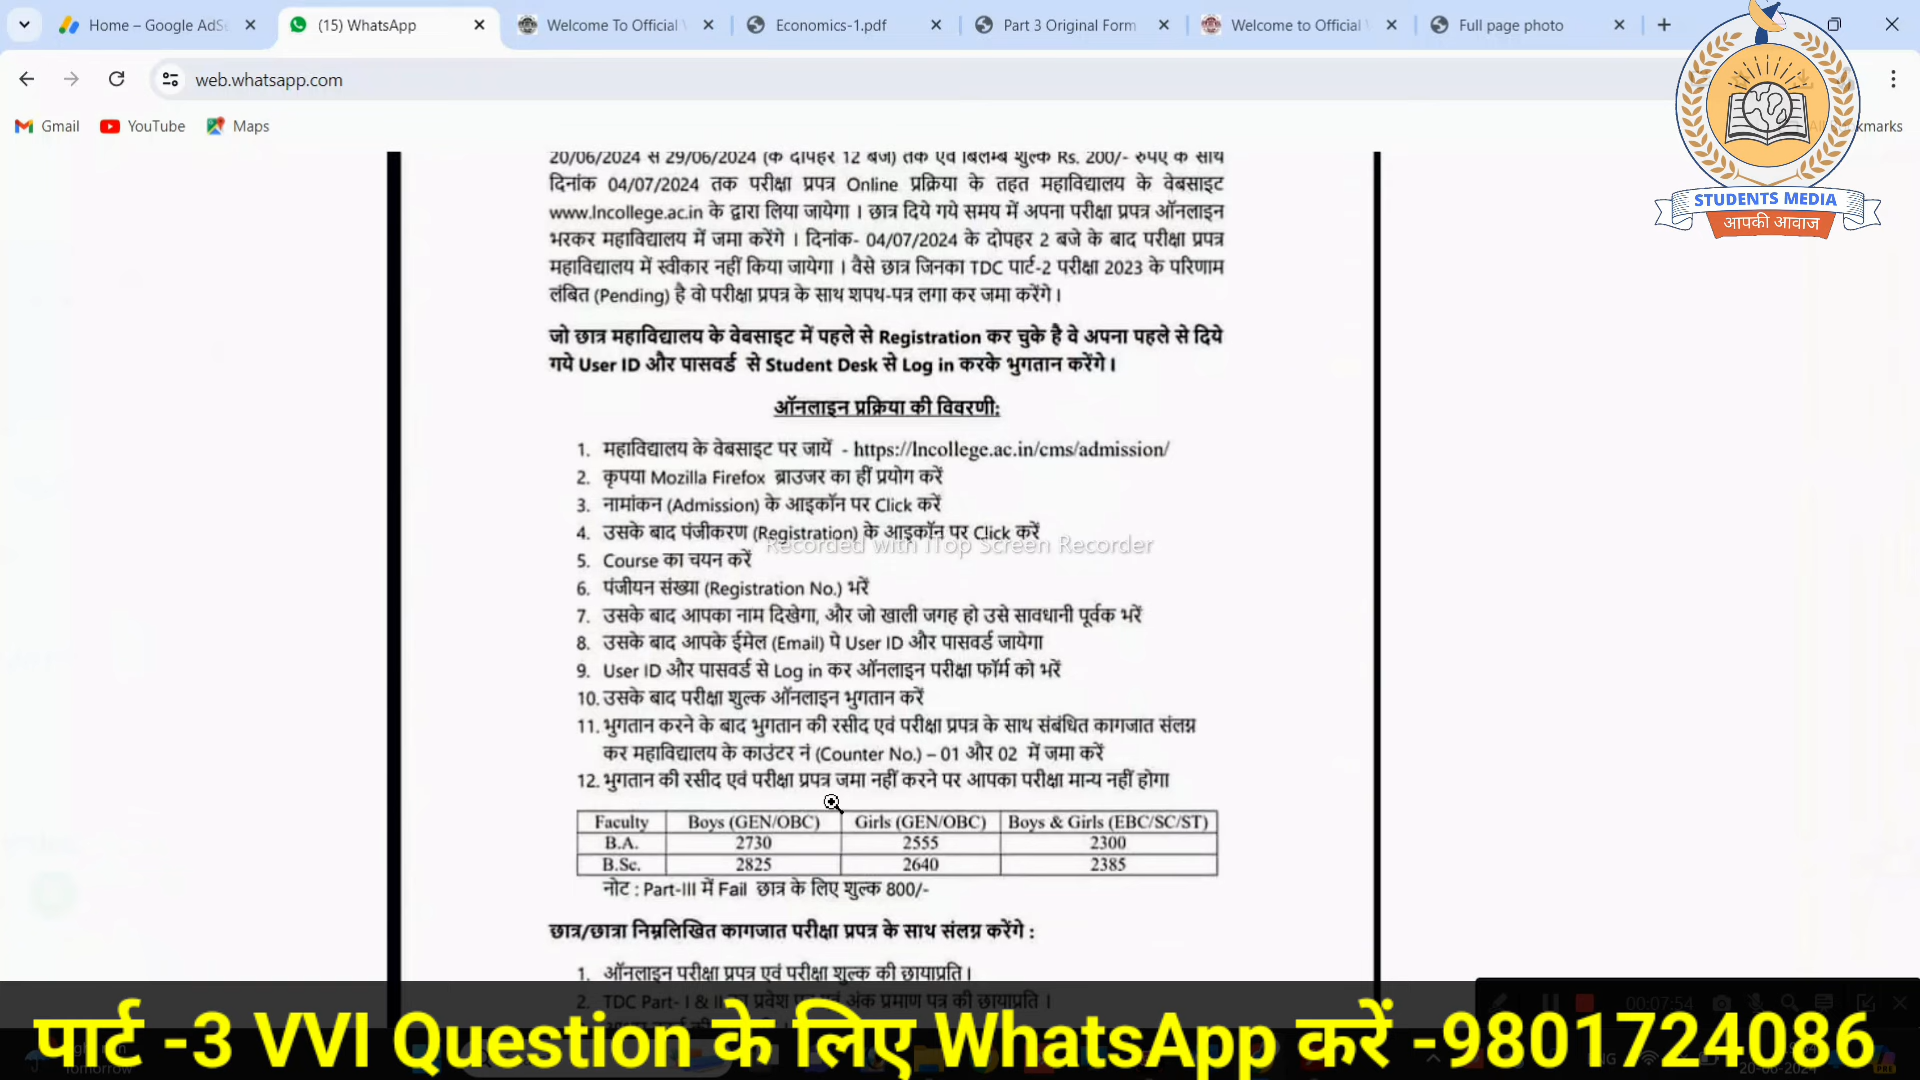 Home – Google AdSe
(15) WhatsApp
Welcome To Official
Economics-1.pdf
Part 3 Original Form
Welcome to Official
Full page photo
web.whatsapp.com
Gmail
YouTube
Maps
STUDENTS MEDIA
आपकी आवाज
20/06/2024 से 29/06/2024 (के दोपहर 12 बजे) तक एवं बिलम्ब शुल्क Rs. 200/- रुपए के साथ
दिनांक 04/07/2024 तक परीक्षा प्रपत्र Online प्रक्रिया के तहत महाविद्यालय के वेबसाइट
www.lncollege.ac.in के द्वारा लिया जायेगा । छात्र दिये गये समय में अपना परीक्षा प्रपत्र ऑनलाइन
भरकर महाविद्यालय में जमा करेंगे । दिनांक- 04/07/2024 के दोपहर 2 बजे के बाद परीक्षा प्रपत्र
महाविद्यालय में स्वीकार नहीं किया जायेगा । वैसे छात्र जिनका TDC पार्ट-2 परीक्षा 2023 के परिणाम
लंबित (Pending) है वो परीक्षा प्रपत्र के साथ शपथ-पत्र लगा कर जमा करेंगे ।
जो छात्र महाविद्यालय के वेबसाइट में पहले से Registration कर चुके है वे अपना पहले से दिये
गये User ID और पासवर्ड से Student Desk से Log in करके भुगतान करेंगे ।
ऑनलाइन प्रक्रिया की विवरणी:
1. महाविद्यालय के वेबसाइट पर जायें - https://lncollege.ac.in/cms/admission/
2. कृपया Mozilla Firefox ब्राउजर का हीं प्रयोग करें
3. नामांकन (Admission) के आइकॉन पर Click करें
4. उसके बाद पंजीकरण (Registration) के आइकॉन पर Click करें
Recorded with iTop Screen Recorder
5. Course का चयन करें
6. पंजीयन संख्या (Registration No.) भरें
7. उसके बाद आपका नाम दिखेगा, और जो खाली जगह हो उसे सावधानी पूर्वक भरें
8. उसके बाद आपके ईमेल (Email) पे User ID और पासवर्ड जायेगा
9. User ID और पासवर्ड से Log in कर ऑनलाइन परीक्षा फॉर्म को भरें
10. उसके बाद परीक्षा शुल्क ऑनलाइन भुगतान करें
11. भुगतान करने के बाद भुगतान की रसीद एवं परीक्षा प्रपत्र के साथ संबंधित कागजात संलग्न
कर महाविद्यालय के काउंटर नं (Counter No.) – 01 और 02 में जमा करें
12. भुगतान की रसीद एवं परीक्षा प्रपत्र जमा नहीं करने पर आपका परीक्षा मान्य नहीं होगा
Faculty Boys (GEN/OBC) Girls (GEN/OBC) Boys & Girls (EBC/SC/ST)
B.A. 2730 2555 2300
B.Sc. 2825 2640 2385
नोट : Part-III में Fail छात्र के लिए शुल्क 800/-
छात्र/छात्रा निम्नलिखित कागजात परीक्षा प्रपत्र के साथ संलग्न करेंगे :
1. ऑनलाइन परीक्षा प्रपत्र एवं परीक्षा शुल्क की छायाप्रति ।
2. TDC Part- I & II का प्रवेश पत्र एवं अंक प्रमाण पत्र की छायाप्रति ।
00:07:54
पार्ट -3 VVI Question के लिए WhatsApp करें -9801724086